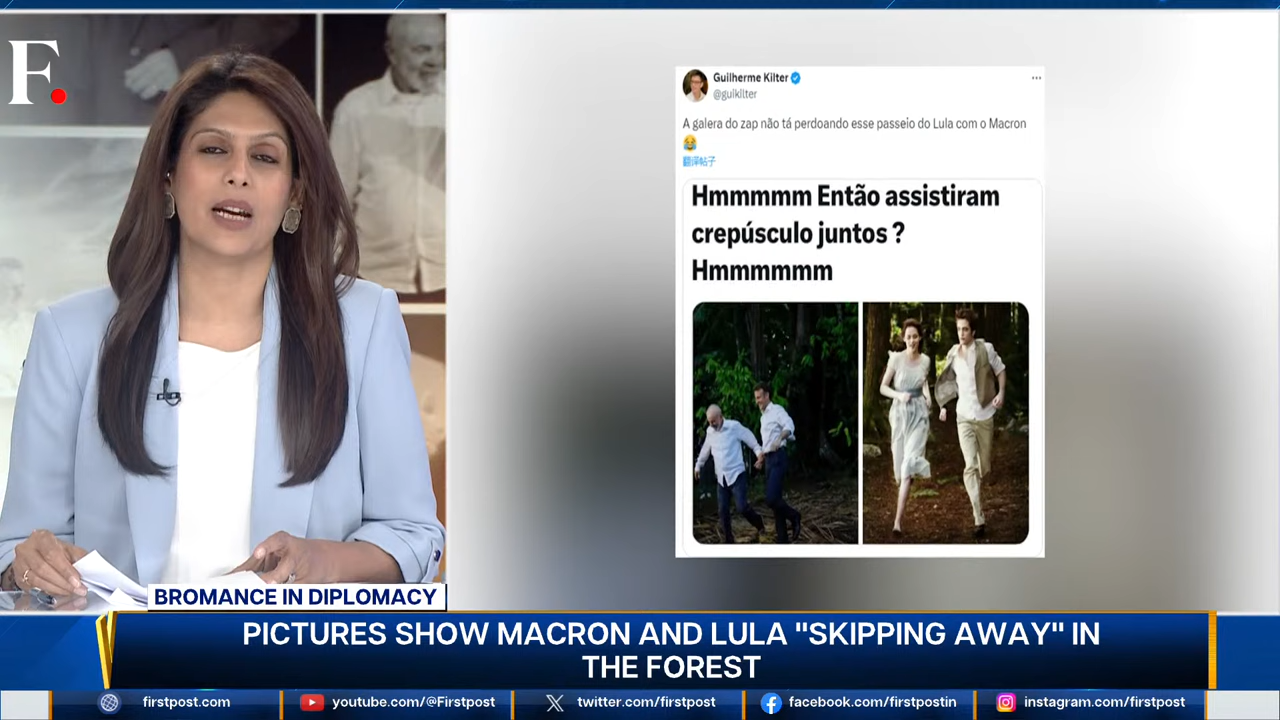 F.
Guilherme Kilter
@guikilter
A galera do zap não tá perdoando esse passeio do Lula com o Macron
😂
翻译帖子
Hmmmmm Então assistiram
crepúsculo juntos ?
Hmmmmmm
BROMANCE IN DIPLOMACY
PICTURES SHOW MACRON AND LULA "SKIPPING AWAY" IN
THE FOREST
firstpost.com
youtube.com/@Firstpost
twitter.com/firstpost
facebook.com/firstpostin
instagram.com/firstpost